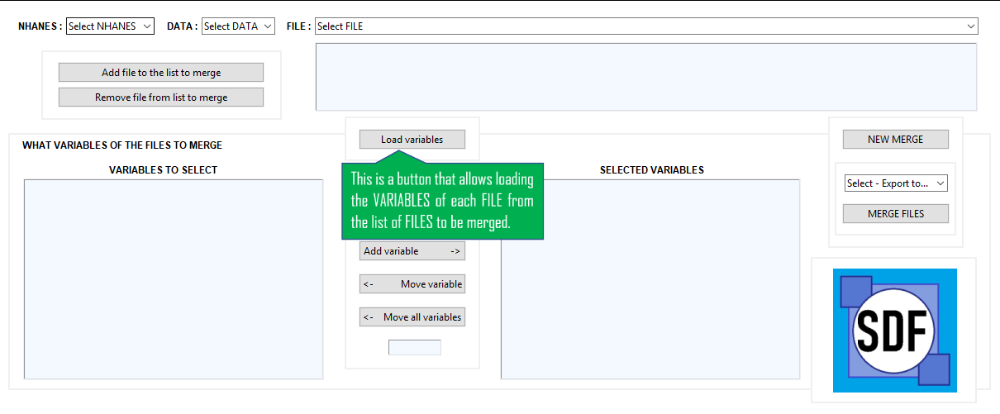 NHANES : Select NHANES DATA : Select DATA FILE : Select FILE
Add file to the list to merge
Remove file from list to merge
WHAT VARIABLES OF THE FILES TO MERGE
VARIABLES TO SELECT
Load variables
This is a button that allows loading
the VARIABLES of each FILE from
the list of FILES to be merged.
Add variable ->
<- Move variable
<- Move all variables
SELECTED VARIABLES
NEW MERGE
Select - Export to...
MERGE FILES
SDF